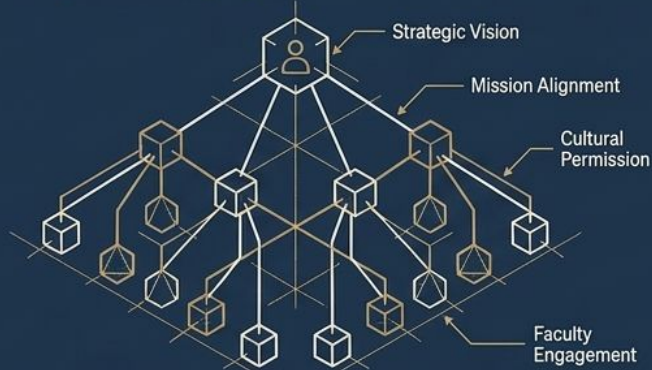 Strategic Vision
Mission Alignment
Cultural
Permission
Faculty
Engagement